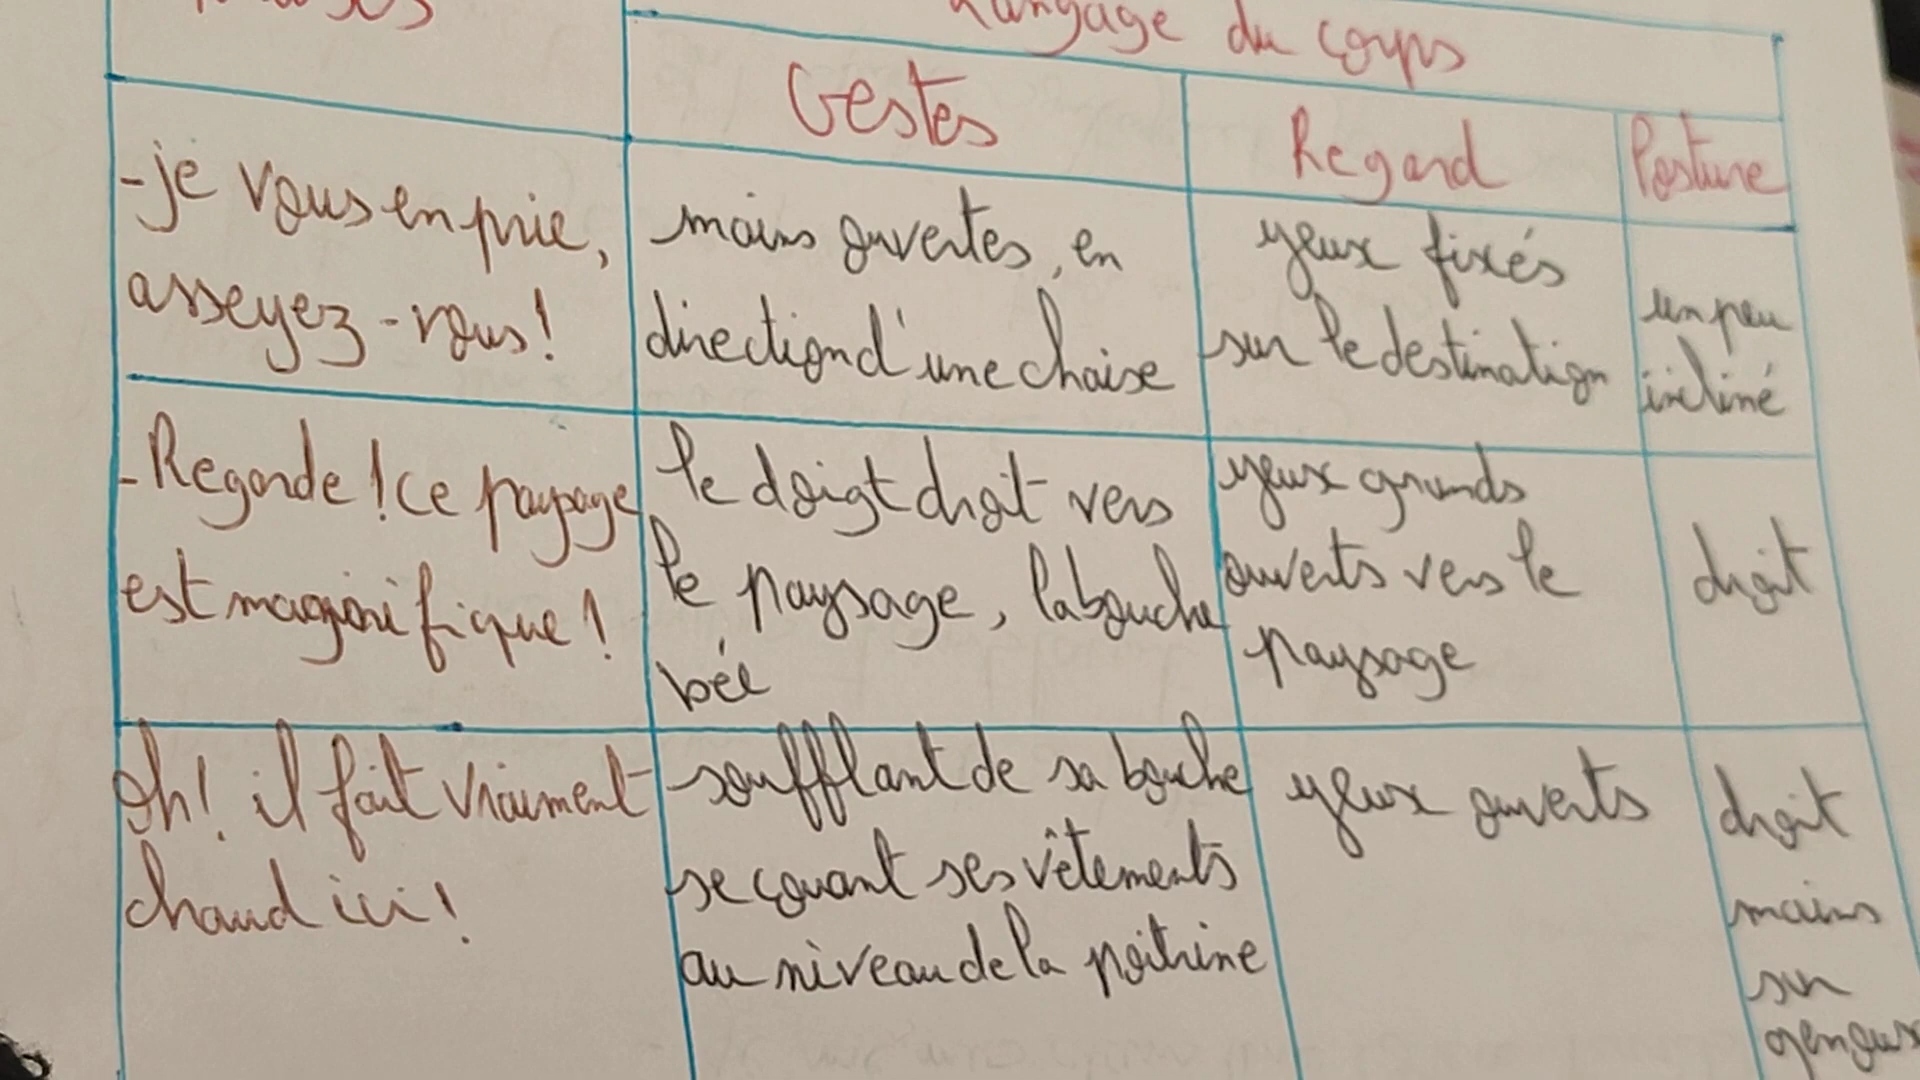 Langage du corps
Gestes
Regard
Posture
-je vous en prie,
asseyez-vous!
mains ouvertes, en
direction d'une chaise
yeux fixés
sur le destination
un peu
incliné
-Regarde! ce paysage
est magnifique!
le doigt droit vers
le paysage, la bouche
bée
yeux grands
ouverts vers le
paysage
droit
Oh! il fait vraiment
chaud ici!
soufflant de sa bouche
secouant ses vêtements
au niveau de la poitrine
yeux ouverts
droit
mains
sur
genoux